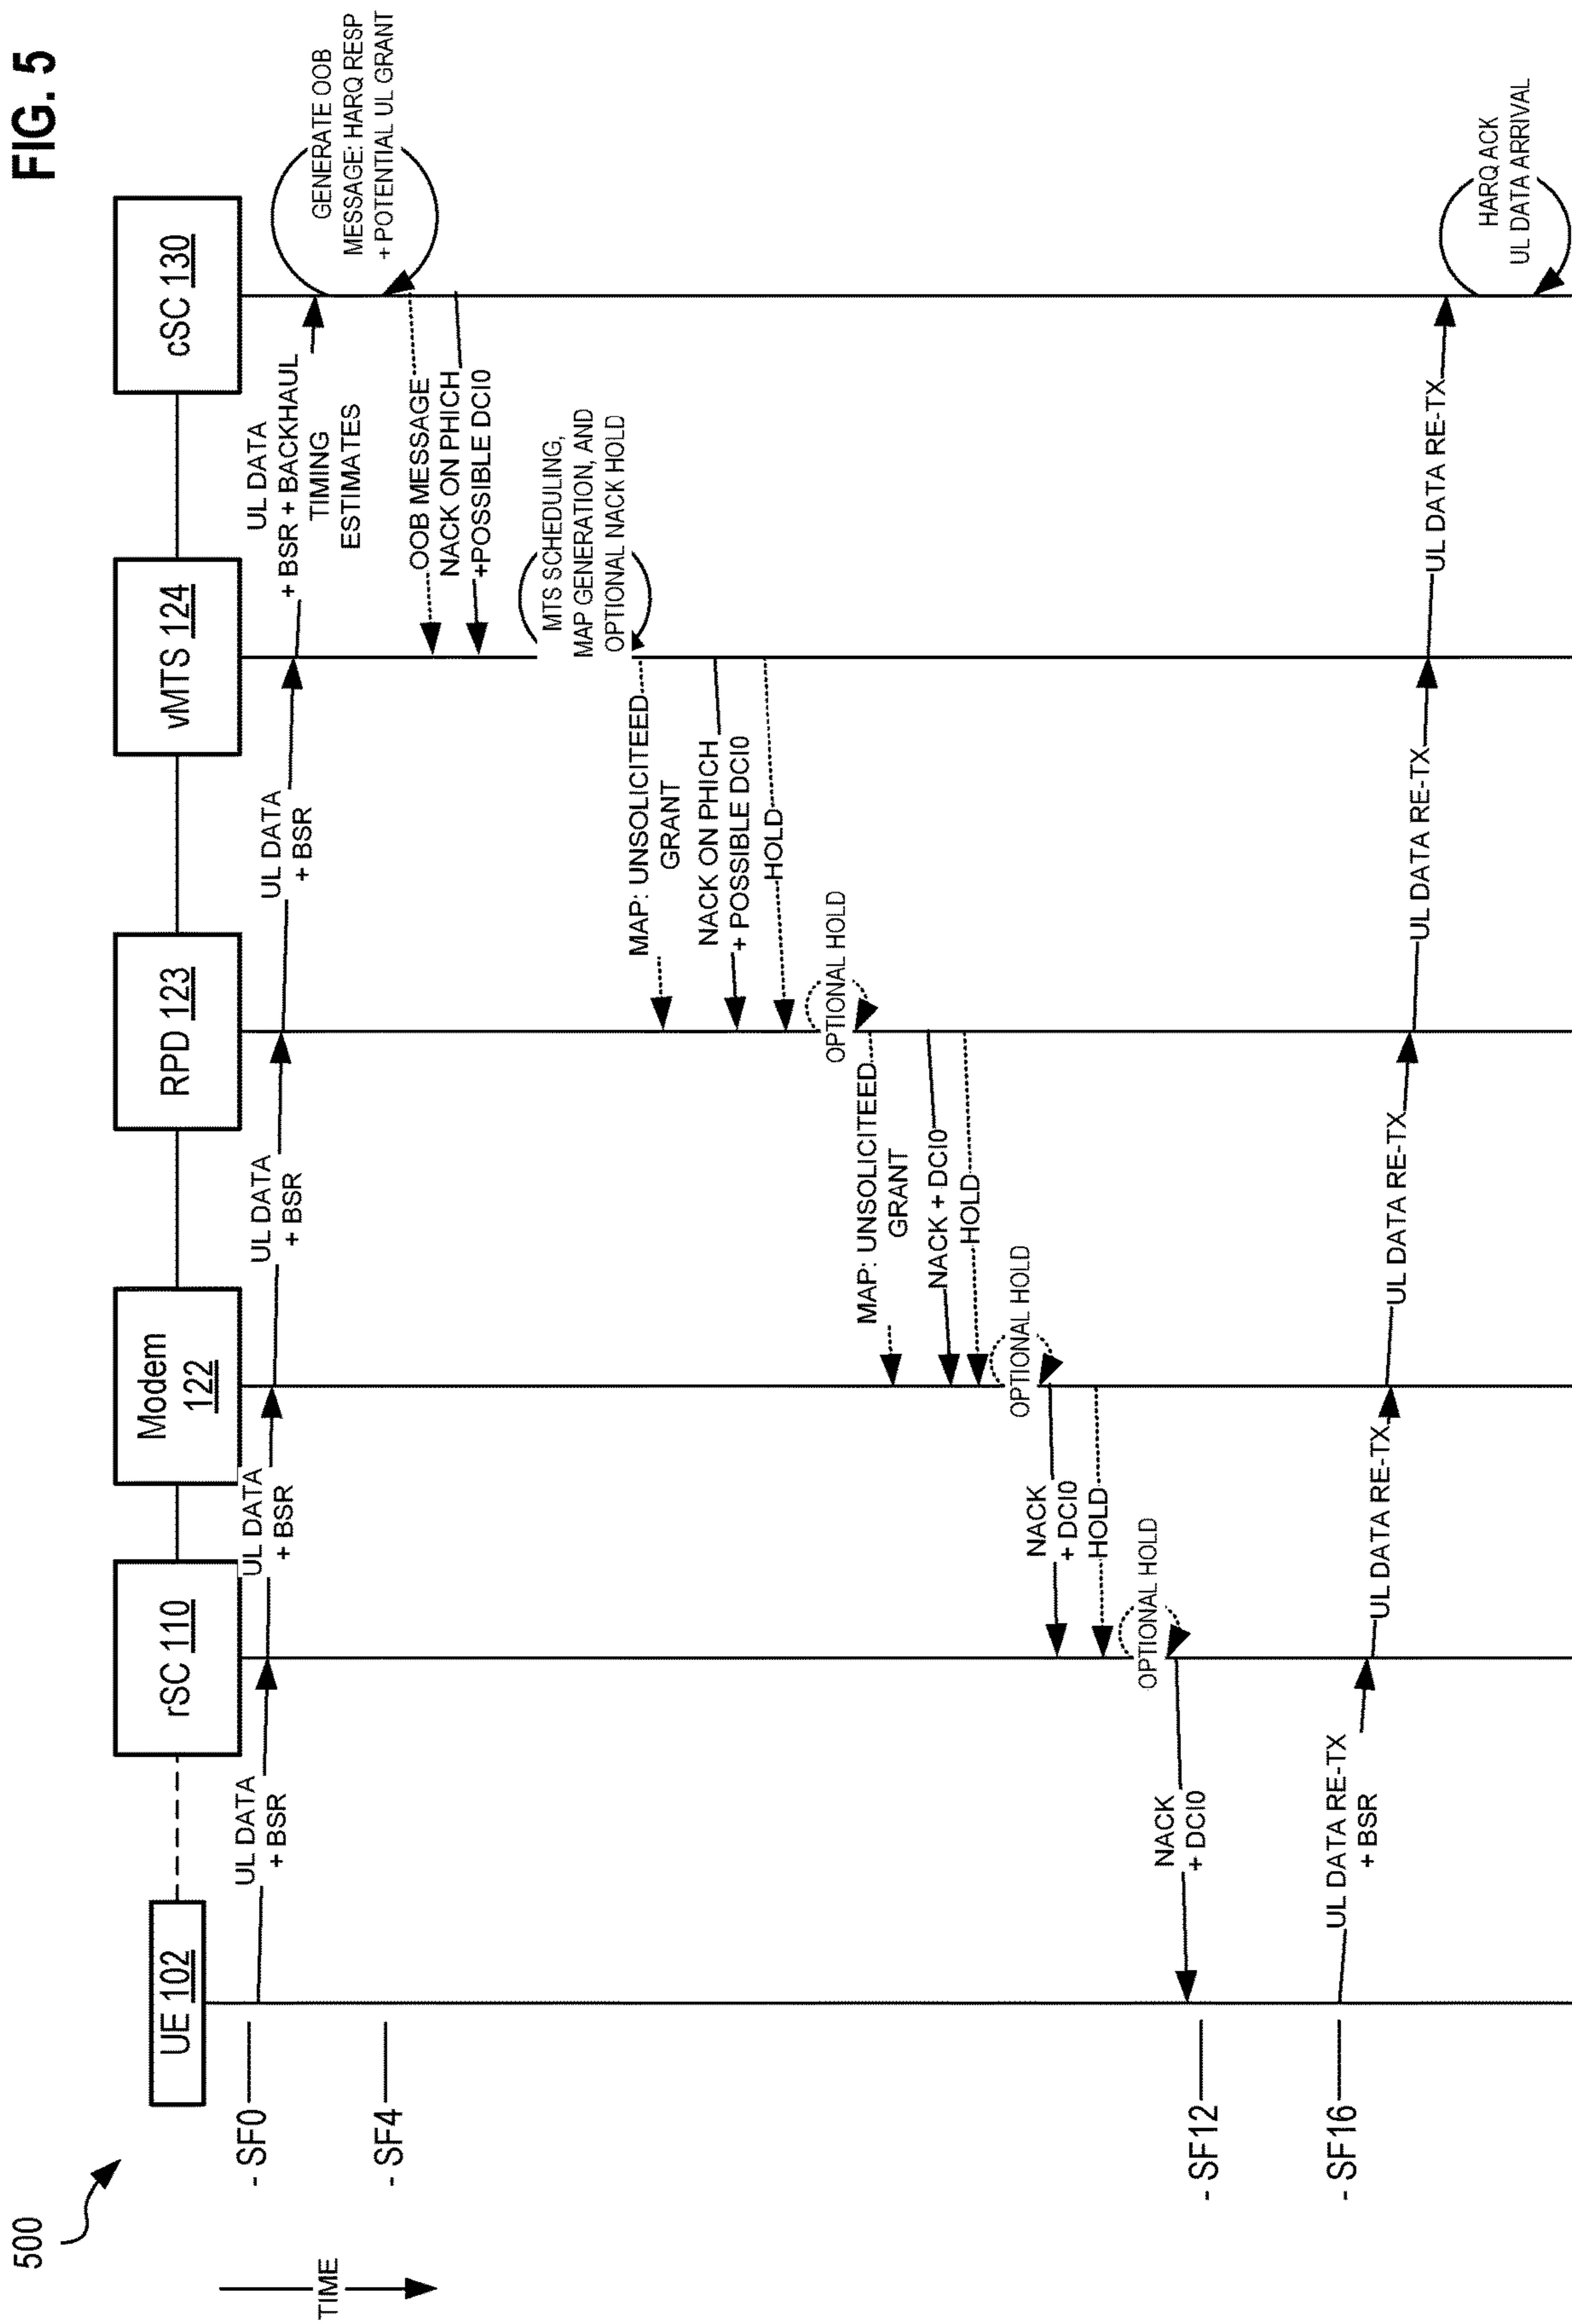 FIG. 5
500
TIME
UE 102
rSC 110
Modem
122
RPD 123
vMTS 124
cSC 130
- SF0
- SF4
- SF12
- SF16
UL DATA
+ BSR
UL DATA
+ BSR
UL DATA
+ BSR
UL DATA
+ BSR
UL DATA
+ BSR + BACKHAUL
TIMING
ESTIMATES
GENERATE OOB
MESSAGE: HARQ RESP
+ POTENTIAL UL GRANT
OOB MESSAGE
NACK ON PHICH
+POSSIBLE DCI0
MTS SCHEDULING,
MAP GENERATION, AND
OPTIONAL NACK HOLD
MAP: UNSOLICITEED
GRANT
NACK ON PHICH
+ POSSIBLE DCI0
HOLD
OPTIONAL HOLD
MAP: UNSOLICITEED
GRANT
NACK + DCI0
HOLD
OPTIONAL HOLD
NACK
+ DCI0
HOLD
OPTIONAL HOLD
NACK
+ DCI0
UL DATA RE-TX
+ BSR
UL DATA RE-TX
UL DATA RE-TX
UL DATA RE-TX
UL DATA RE-TX
HARQ ACK
UL DATA ARRIVAL